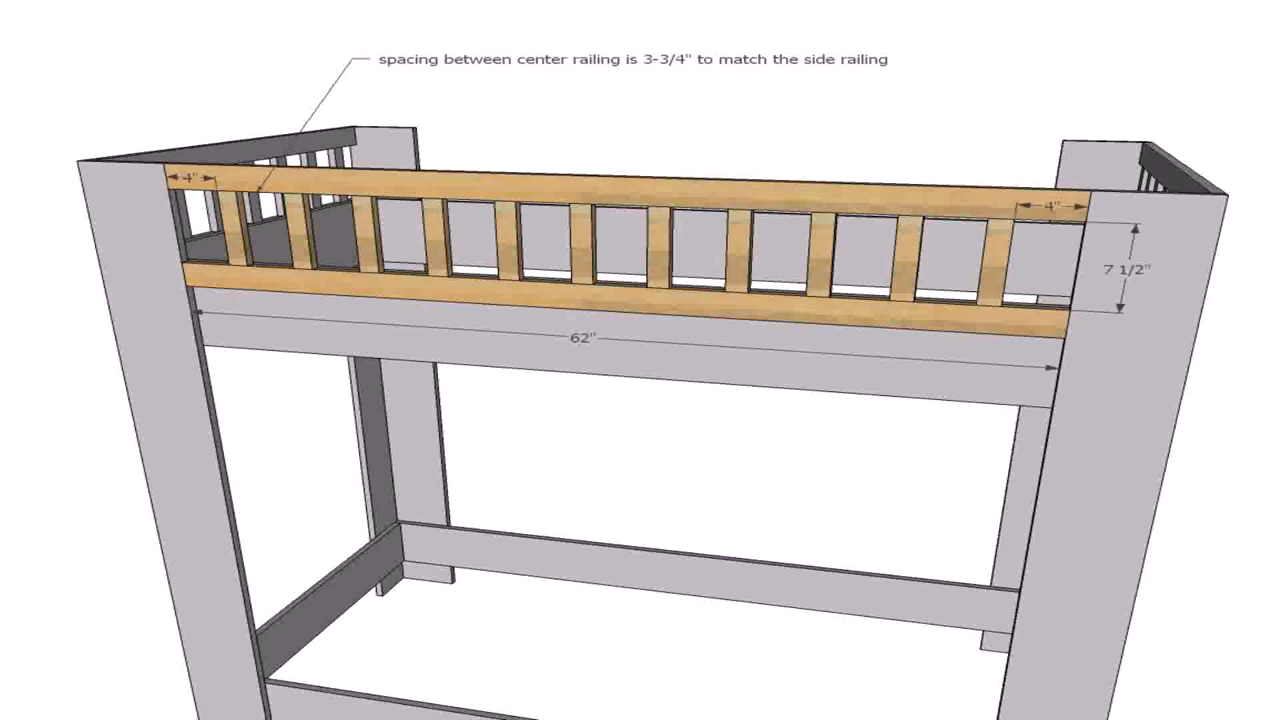 spacing between center railing is 3-3/4" to match the side railing
4"
4"
7 1/2"
62"